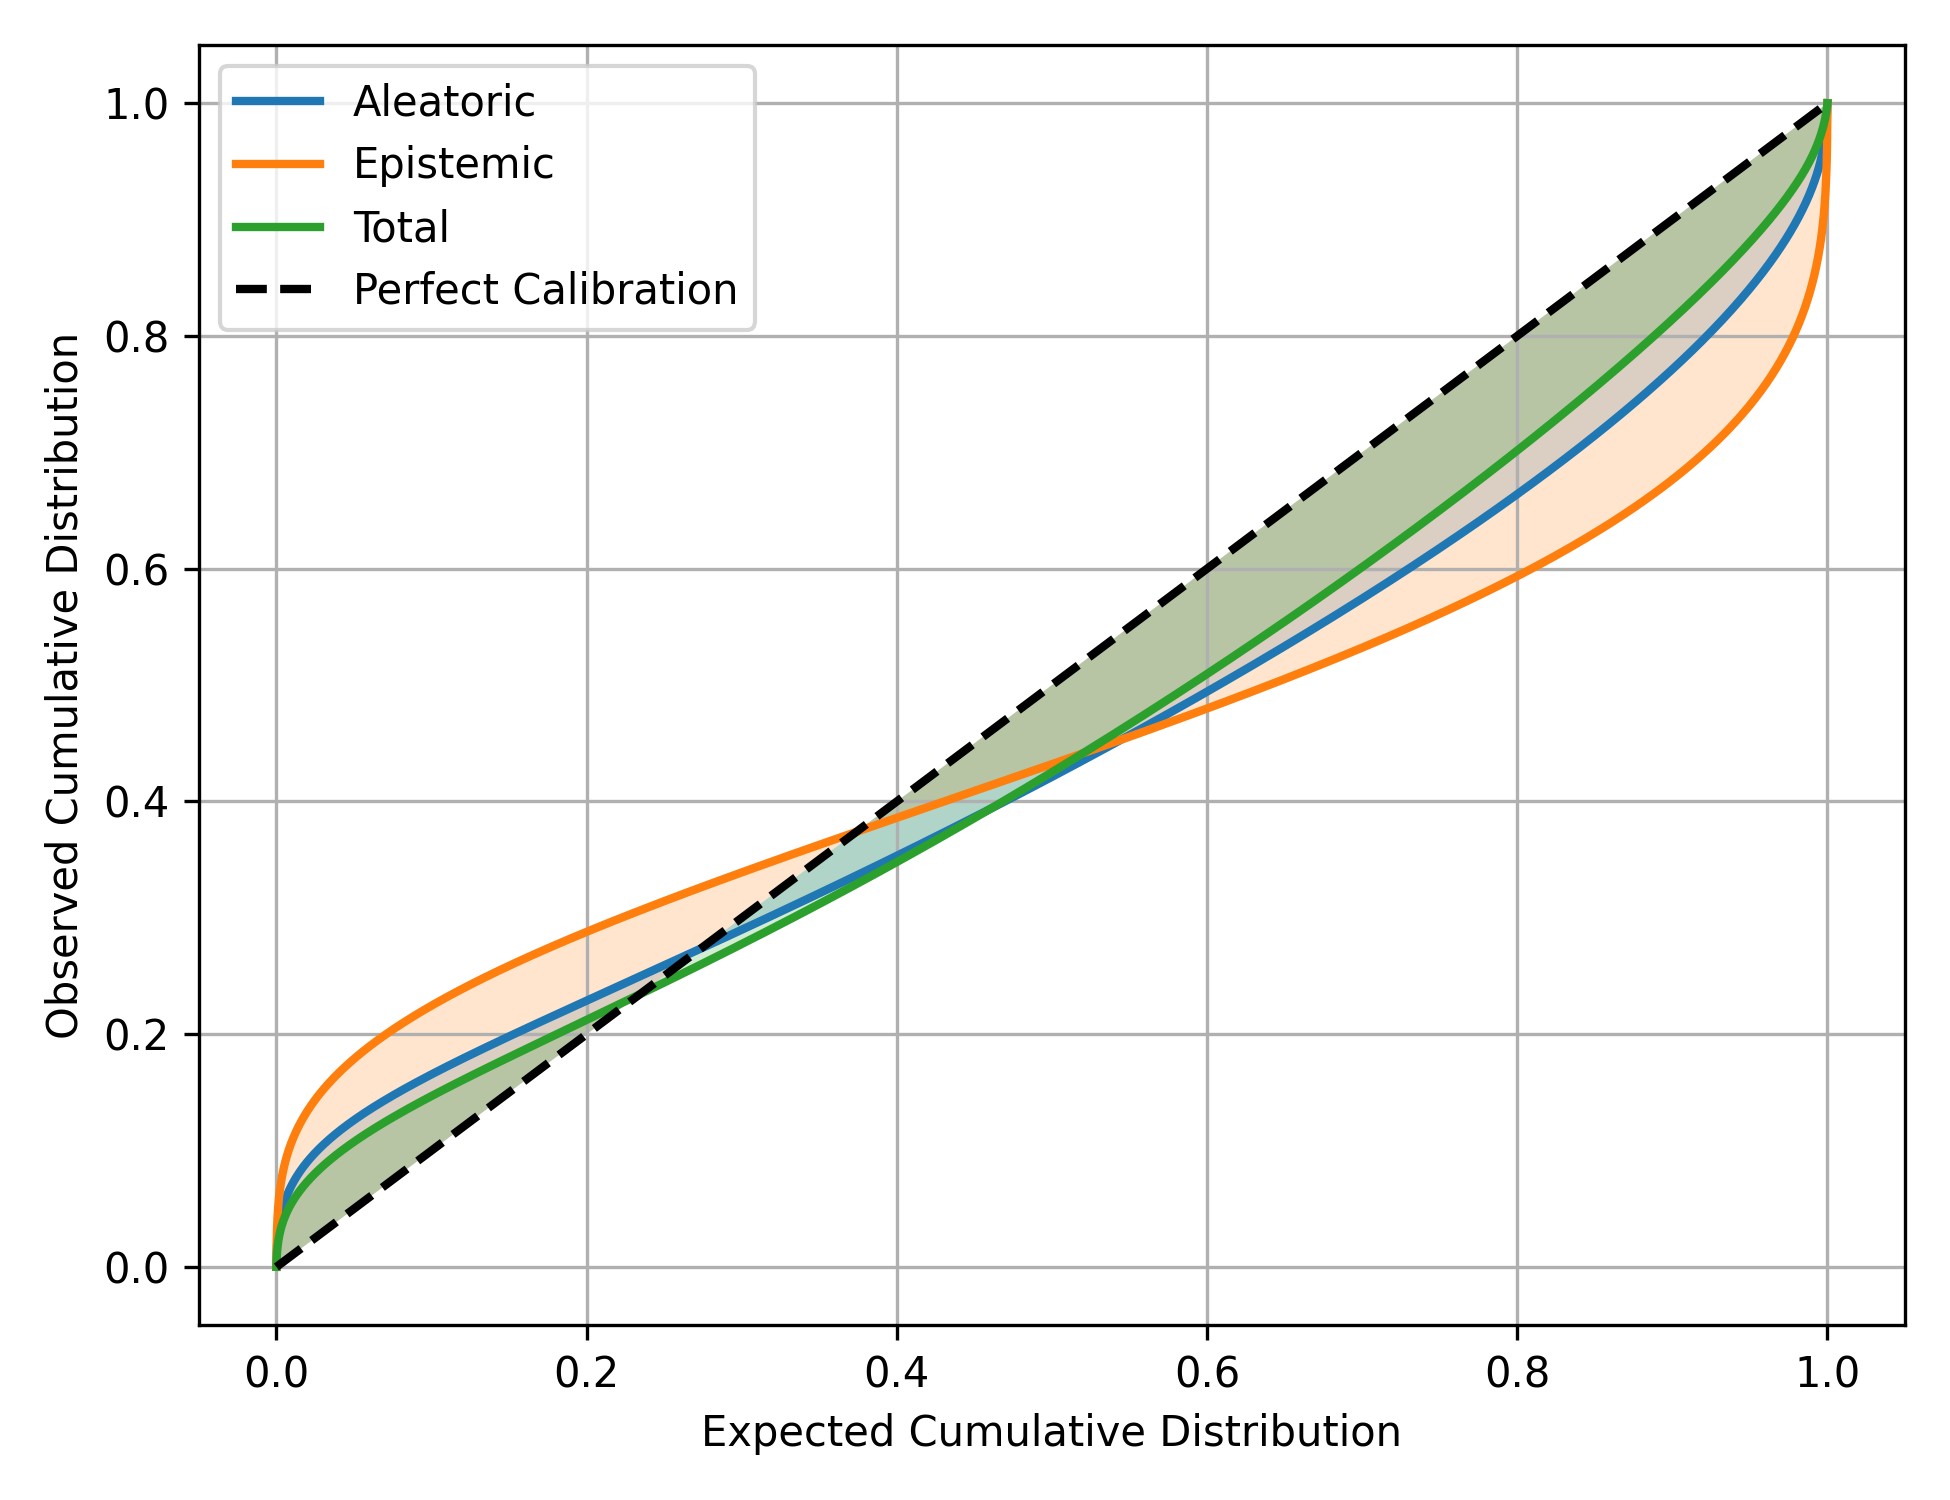 Aleatoric
Epistemic
Total
Perfect Calibration
1.0
0.8
0.6
0.4
0.2
0.0
Observed Cumulative Distribution
0.0 0.2 0.4 0.6 0.8 1.0
Expected Cumulative Distribution